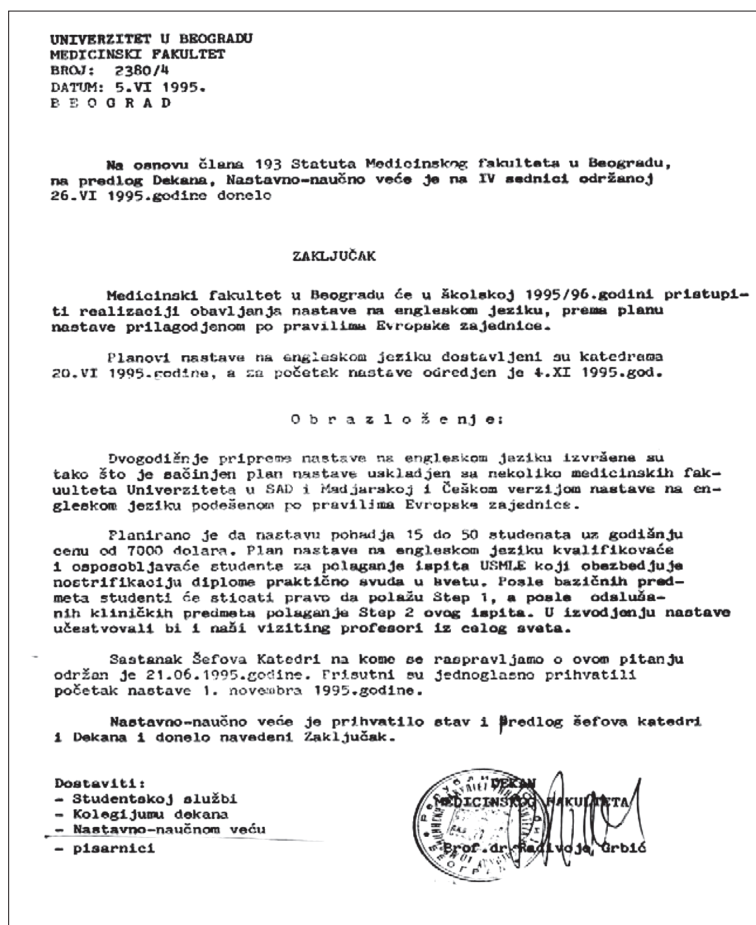 UNIVERZITET U BEOGRADU
MEDICINSKI FAKULTET
BROJ: 2380/4
DATUM: 5.VI 1995.
B E O G R A D
Na osnovu člana 193 Statuta Medicinskog fakulteta u Beogradu,
na predlog Dekana, Nastavno-naučno veće je na IV sednici održanoj
26.VI 1995.godine donelo
ZAKLJUČAK
Medicinski fakultet u Beogradu će u školskoj 1995/96.godini pristupi-
ti realizaciji obavljanja nastave na engleskom jeziku, prema planu
nastave prilagodjenom po pravilima Evropske zajednice.
Planovi nastave na engleskom jeziku dostavljeni su katedrama
20.VI 1995.godine, a za početak nastave odredjen je 4.XI 1995.god.
O b r a z l o ž e n j e :
Dvogodišnje pripreme nastave na engleskom jeziku izvršene su
tako što je sačinjen plan nastave uskladjen sa nekoliko medicinskih fak-
uulteta Univerziteta u SAD i Madjarskoj i Češkom verzijom nastave na en-
gleskom jeziku podešenom po pravilima Evropske zajednice.
Planirano je da nastavu pohadja 15 do 50 studenata uz godišnju
cenu od 7000 dolara. Plan nastave na engleskom jeziku kvalifikovaće
i osposobljavaće studente za polaganje ispita USMLE koji obezbedjuje
nostrifikaciju diplome praktično svuda u svetu. Posle bazičnih pred-
meta studenti će sticati pravo da polažu Step 1, a posle odsluša-
nih kliničkih predmeta polaganje Step 2 ovog ispita. U izvodjenju nastave
učestvovali bi i naši viziting profesori iz celog sveta.
Sastanak Šefova Katedri na kome se raspravljamo o ovom pitanju
održan je 21.06.1995.godine. Prisutni su jednoglasno prihvatili
početak nastave 1. novembra 1995.godine.
Nastavno-naučno veće je prihvatilo stav i predlog šefova katedri
i Dekana i donelo navedeni Zaključak.
Dostaviti:
- Studentskoj službi
- Kolegijumu dekana
- Nastavno-naučnom veću
- pisarnici
DEKAN
MEDICINSKOG FAKULTETA
Prof.dr Radivoje Grbić